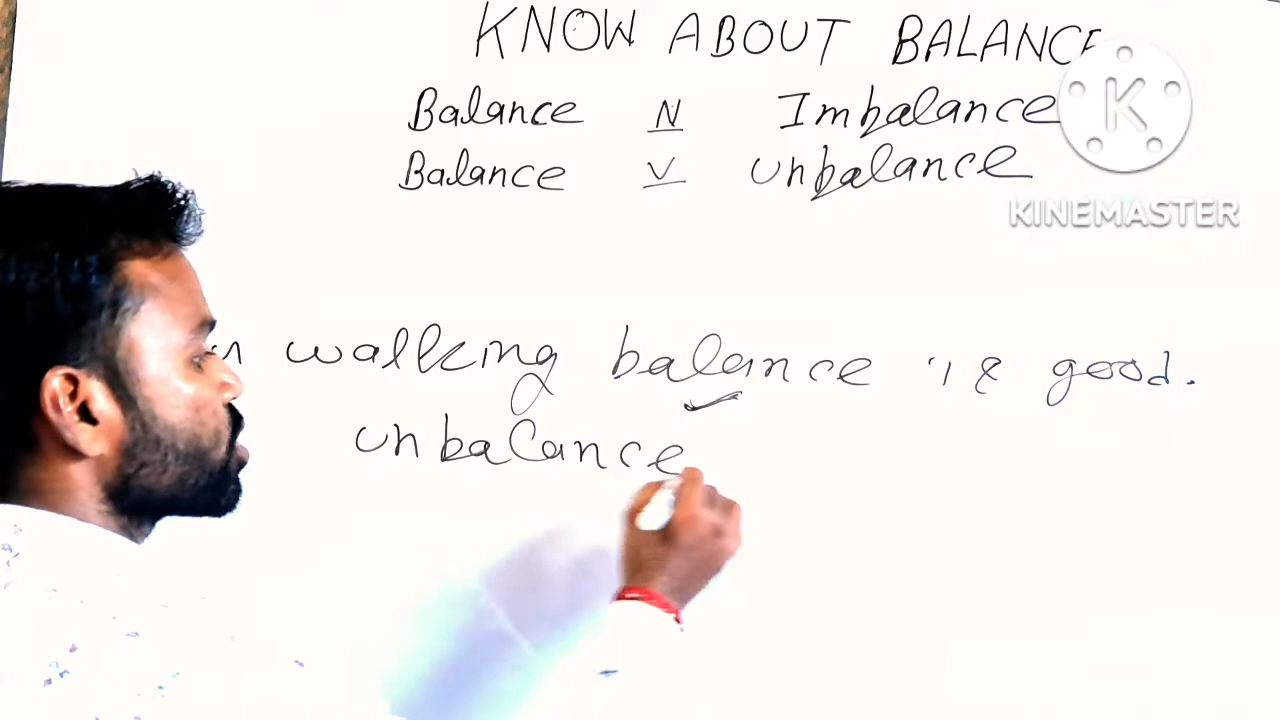 KNOW ABOUT BALANCE
Balance N Imbalance
Balance V Unbalance
KINEMASTER
walking balance is good.
unbalance